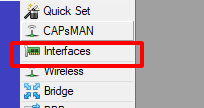 Quick Set
CAPsMAN
Interfaces
Wireless
Bridge